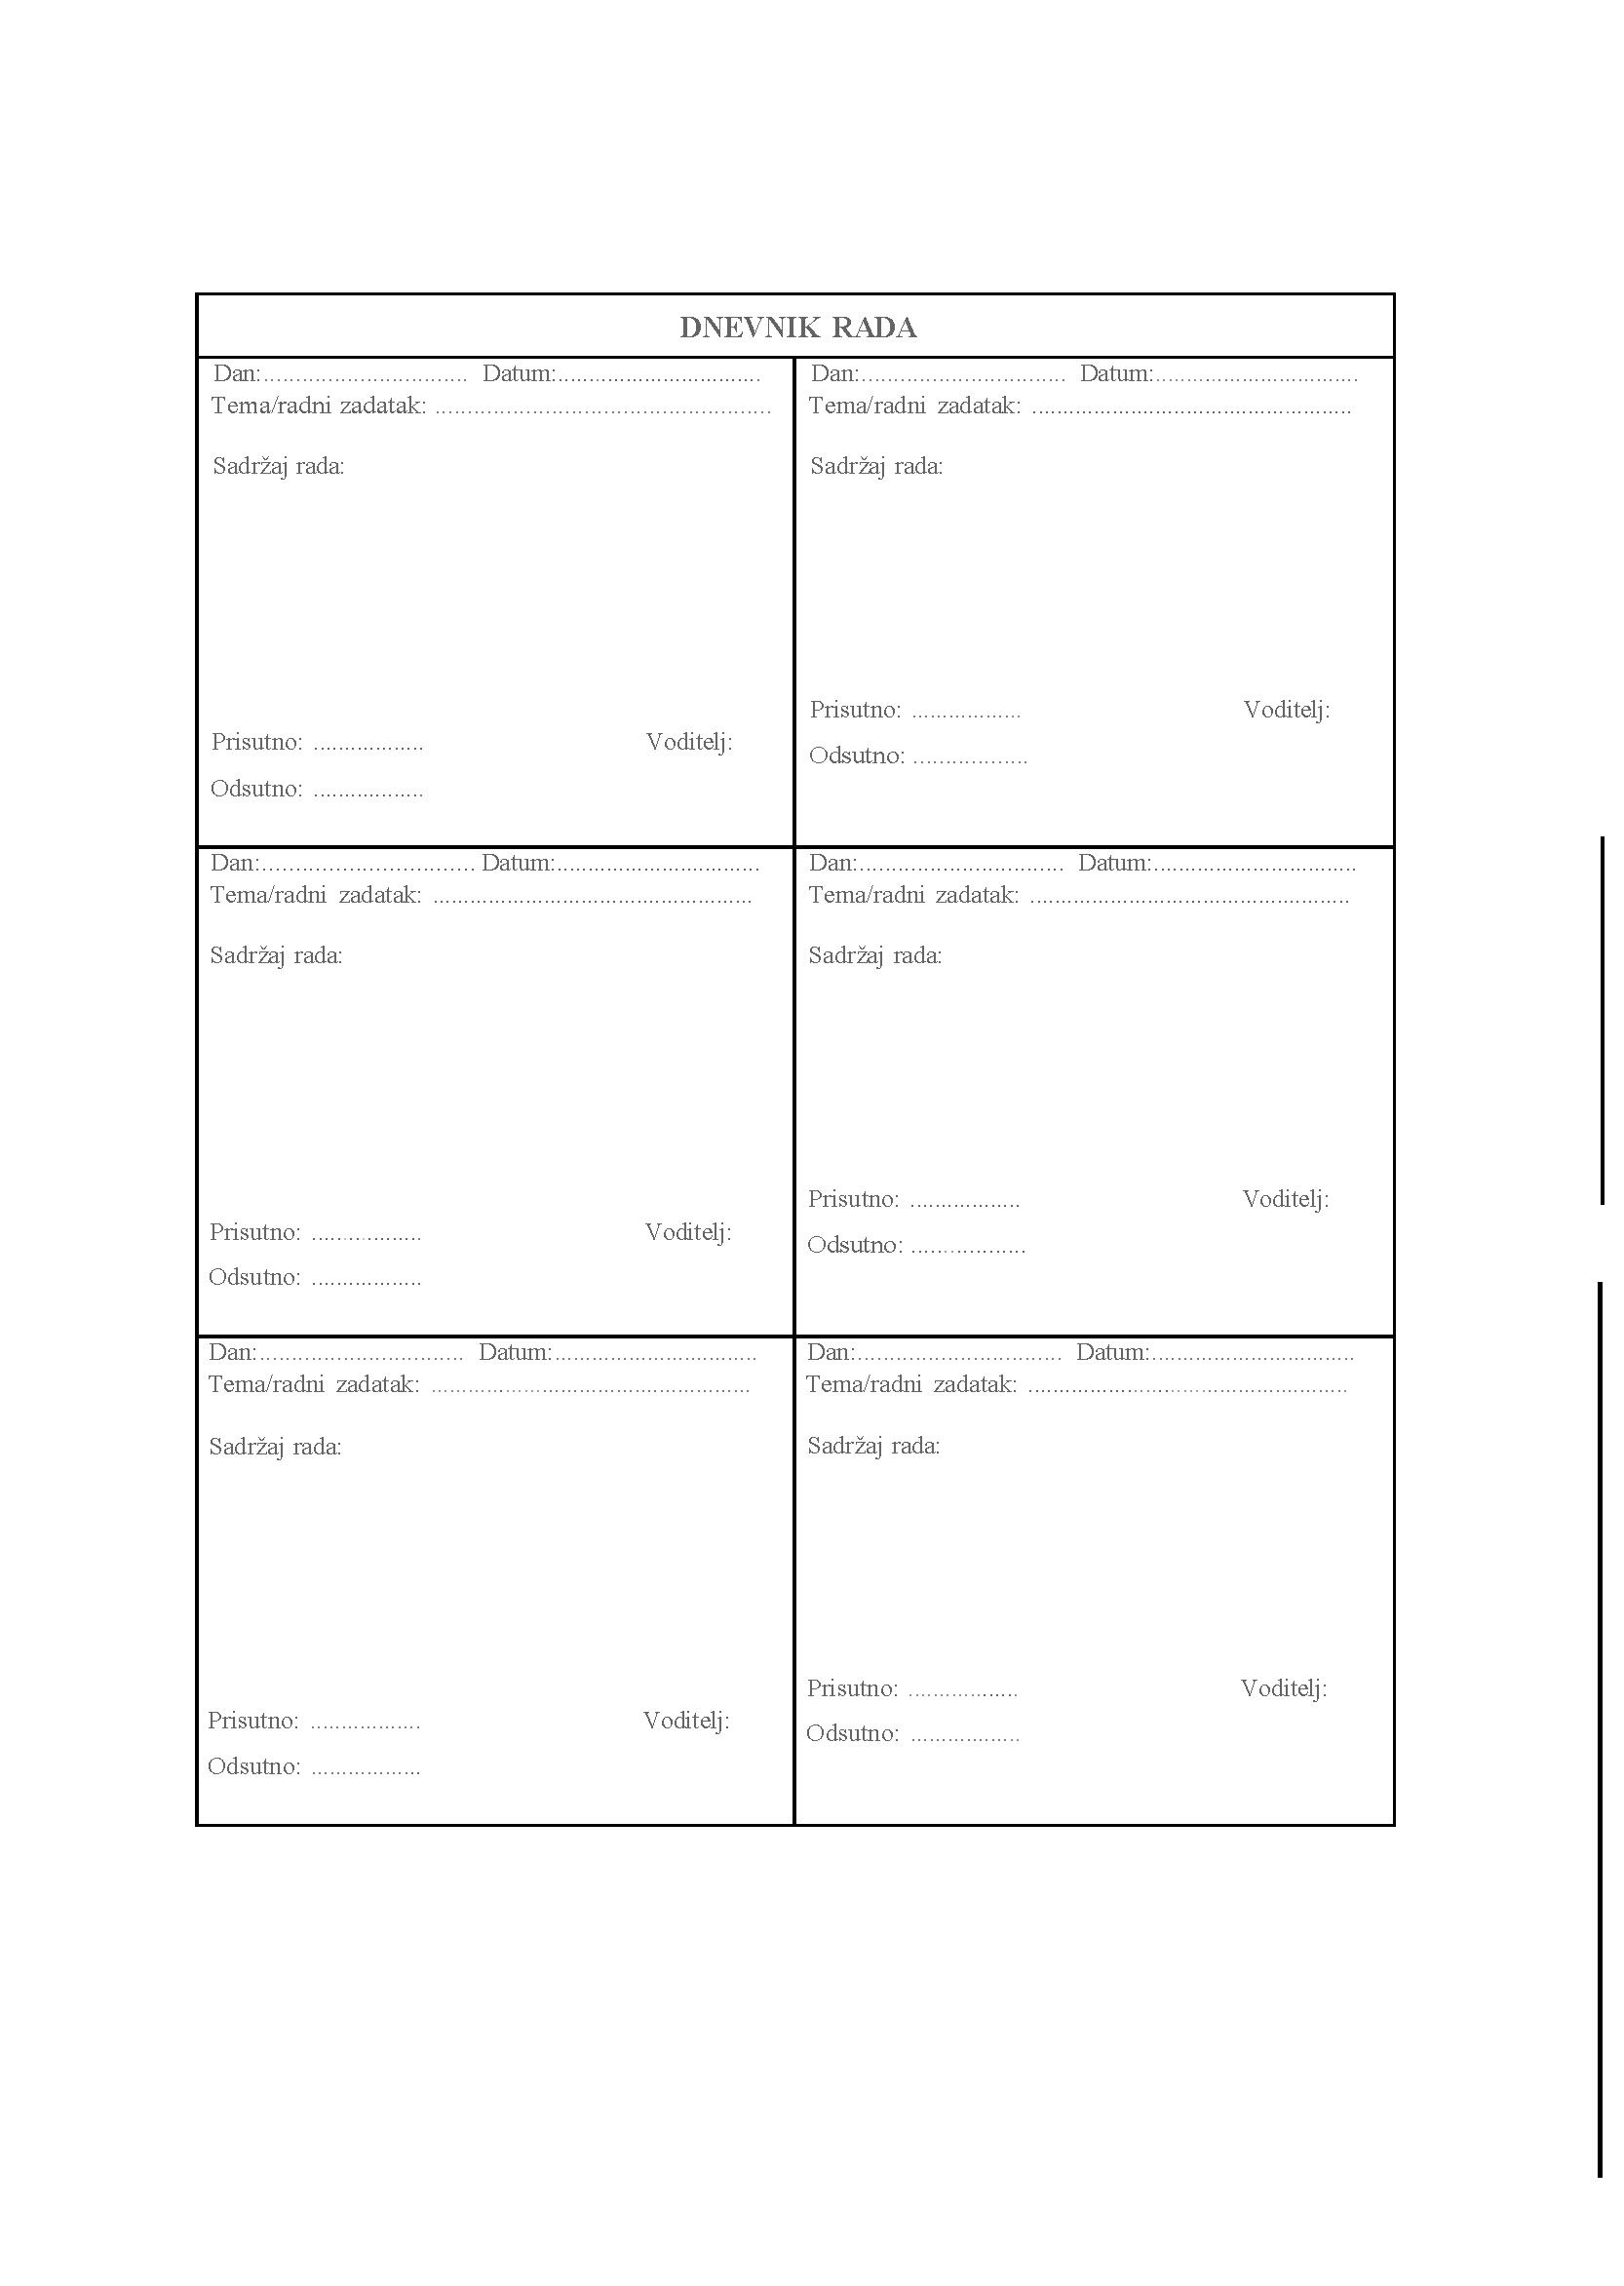 DNEVNIK RADA
Dan:................................ Datum:.................................
Tema/radni zadatak: ....................................................
Sadržaj rada:
Prisutno: .................. Voditelj:
Odsutno: ..................
Dan:................................ Datum:.................................
Tema/radni zadatak: ....................................................
Sadržaj rada:
Prisutno: .................. Voditelj:
Odsutno: ..................
Dan:................................ Datum:.................................
Tema/radni zadatak: ....................................................
Sadržaj rada:
Prisutno: .................. Voditelj:
Odsutno: ..................
Dan:................................ Datum:.................................
Tema/radni zadatak: ....................................................
Sadržaj rada:
Prisutno: .................. Voditelj:
Odsutno: ..................
Dan:................................ Datum:.................................
Tema/radni zadatak: ....................................................
Sadržaj rada:
Prisutno: .................. Voditelj:
Odsutno: ..................
Dan:................................ Datum:.................................
Tema/radni zadatak: ....................................................
Sadržaj rada:
Prisutno: .................. Voditelj:
Odsutno: ..................